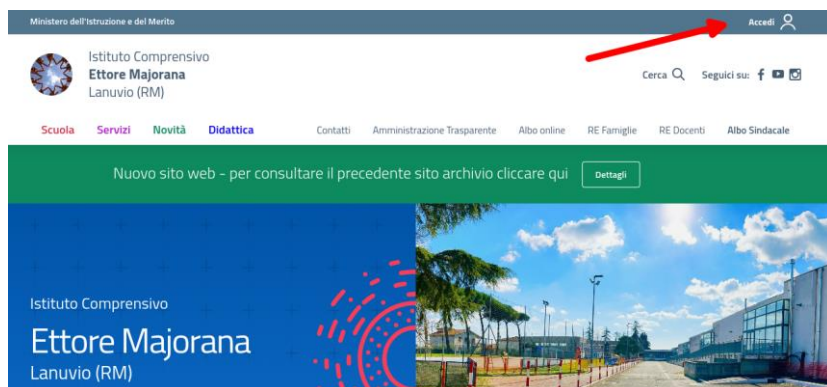 Ministero dell'Istruzione e del Merito
Accedi
Istituto Comprensivo
Ettore Majorana
Lanuvio (RM)
Cerca
Seguici su:
Scuola Servizi Novità Didattica Contatti Amministrazione Trasparente Albo online RE Famiglie RE Docenti Albo Sindacale
Nuovo sito web - per consultare il precedente sito archivio cliccare qui Dettagli
Istituto Comprensivo
Ettore Majorana
Lanuvio (RM)